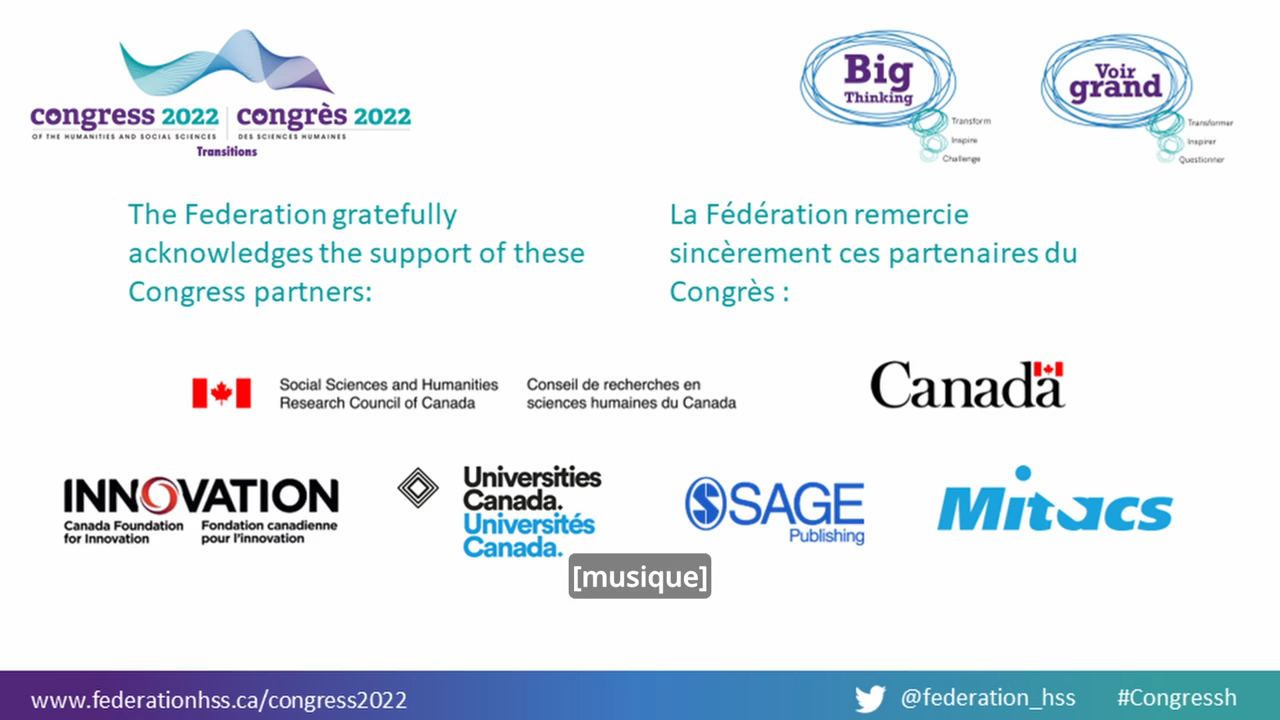 congress 2022 | congrès 2022
OF THE HUMANITIES AND SOCIAL SCIENCES DES SCIENCES HUMAINES
Transitions
Big
Thinking
Transform
Inspire
Challenge
Voir
grand
Transformer
Inspirer
Questionner
The Federation gratefully
acknowledges the support of these
Congress partners:
La Fédération remercie
sincèrement ces partenaires du
Congrès :
Social Sciences and Humanities
Research Council of Canada
Conseil de recherches en
sciences humaines du Canada
Canada
INNOVATION
Canada Foundation
for Innovation
Fondation canadienne
pour l'innovation
Universities
Canada.
Universités
Canada.
SAGE
Publishing
Mitacs
[musique]
www.federationhss.ca/congress2022
@federation_hss #Congressh